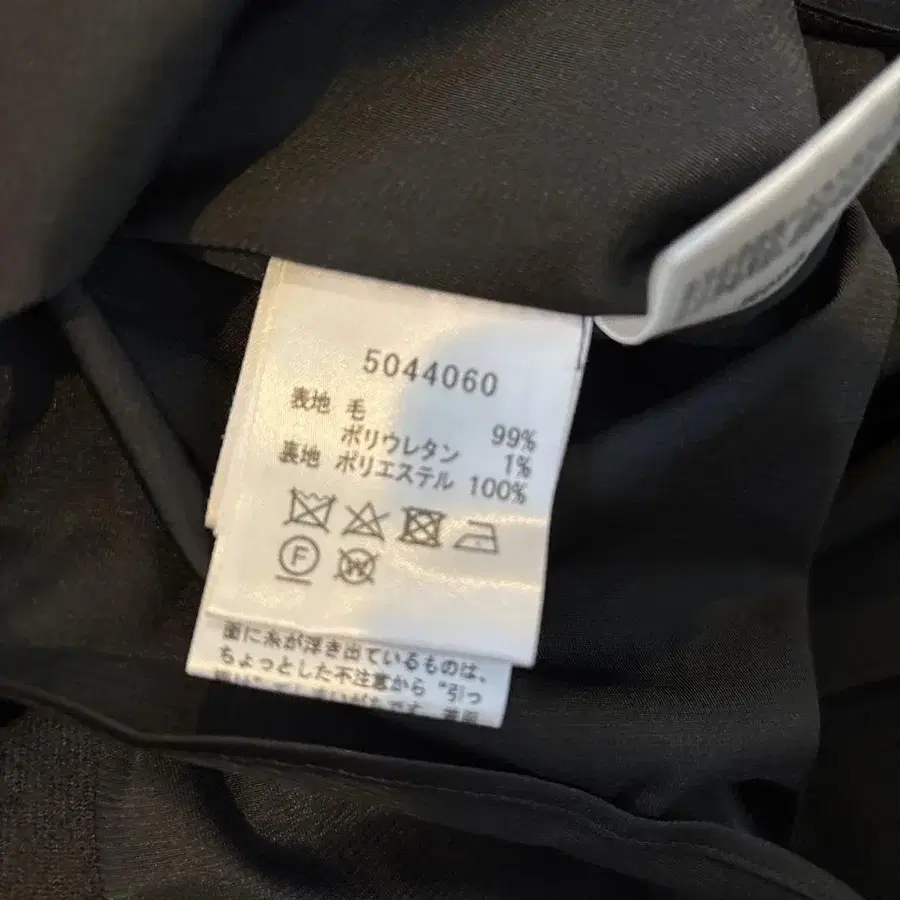 5044060
表地 毛 99%
ポリウレタン 1%
裏地 ポリエステル 100%
F W
面に糸が浮き出ているものは、
ちょっとした不注意から“引っ